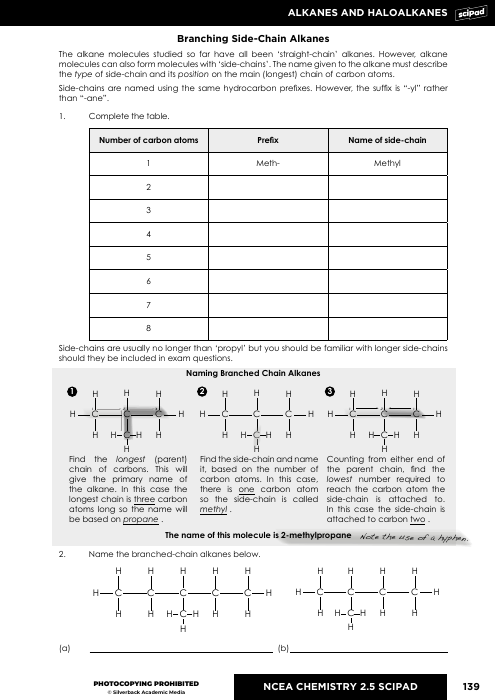 ALKANES AND HALOALKANES scipad
Branching Side-Chain Alkanes
The alkane molecules studied so far have all been ‘straight-chain’ alkanes. However, alkane
molecules can also form molecules with ‘side-chains’. The name given to the alkane must describe
the type of side-chain and its position on the main (longest) chain of carbon atoms.
Side-chains are named using the same hydrocarbon prefixes. However, the suffix is “-yl” rather
than “-ane”.
1. Complete the table.
Number of carbon atoms Prefix Name of side-chain
1 Meth- Methyl
2
3
4
5
6
7
8
Side-chains are usually no longer than ‘propyl’ but you should be familiar with longer side-chains
should they be included in exam questions.
Naming Branched Chain Alkanes
1
H H H
H C C C H
H H C H H
H
Find the longest (parent)
chain of carbons. This will
give the primary name of
the alkane. In this case the
longest chain is three carbon
atoms long so the name will
be based on propane .
2
H H H
H C C C H
H H C H H
H
Find the side-chain and name
it, based on the number of
carbon atoms. In this case,
there is one carbon atom
so the side-chain is called
methyl .
3
H H H
H C C C H
H H C H H
H
Counting from either end of
the parent chain, find the
lowest number required to
reach the carbon atom the
side-chain is attached to.
In this case the side-chain is
attached to carbon two .
The name of this molecule is 2-methylpropane Note the use of a hyphen.
2. Name the branched-chain alkanes below.
H H H H H
H C C C C C H
H H H C H H H
H
H H H H
H C C C C H
H H C H H H
H
(a) (b)
PHOTOCOPYING PROHIBITED
© Silverback Academic Media
NCEA CHEMISTRY 2.5 SCIPAD 139